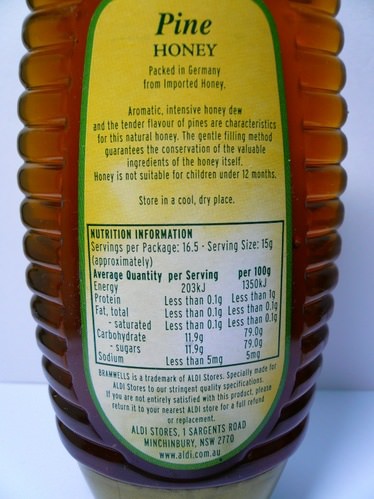 Pine
HONEY
Packed in Germany
from Imported Honey.
Aromatic, intensive honey dew
and the tender flavour of pines are characteristics
for this natural honey. The gentle filling method
guarantees the conservation of the valuable
ingredients of the honey itself.
Honey is not suitable for children under 12 months.
Store in a cool, dry place.
NUTRITION INFORMATION
Servings per Package: 16.5 - Serving Size: 15g
(approximately)
Average Quantity per Serving per 100g
Energy 203kJ 1350kJ
Protein Less than 0.1g Less than 1g
Fat, total Less than 0.1g Less than 0.1g
- saturated Less than 0.1g Less than 0.1g
Carbohydrate 11.9g 79.0g
- sugars 11.9g 79.0g
Sodium Less than 5mg 5mg
BRAMWELLS is a trademark of ALDI Stores. Specially made for
ALDI Stores to our stringent quality specifications.
If you are not entirely satisfied with this product, please
return it to your nearest ALDI store for a full refund
or replacement.
ALDI STORES, 1 SARGENTS ROAD
MINCHINBURY, NSW 2770
www.aldi.com.au